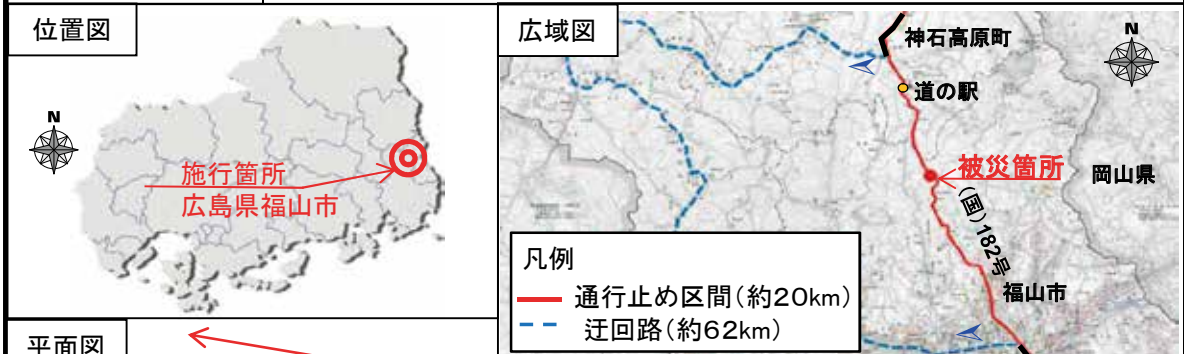 位置図
N
施行箇所
広島県福山市
広域図
神石高原町
N
道の駅
被災箇所
岡山県
(国)182号
福山市
凡例
通行止め区間(約20km)
迂回路(約62km)
平面図